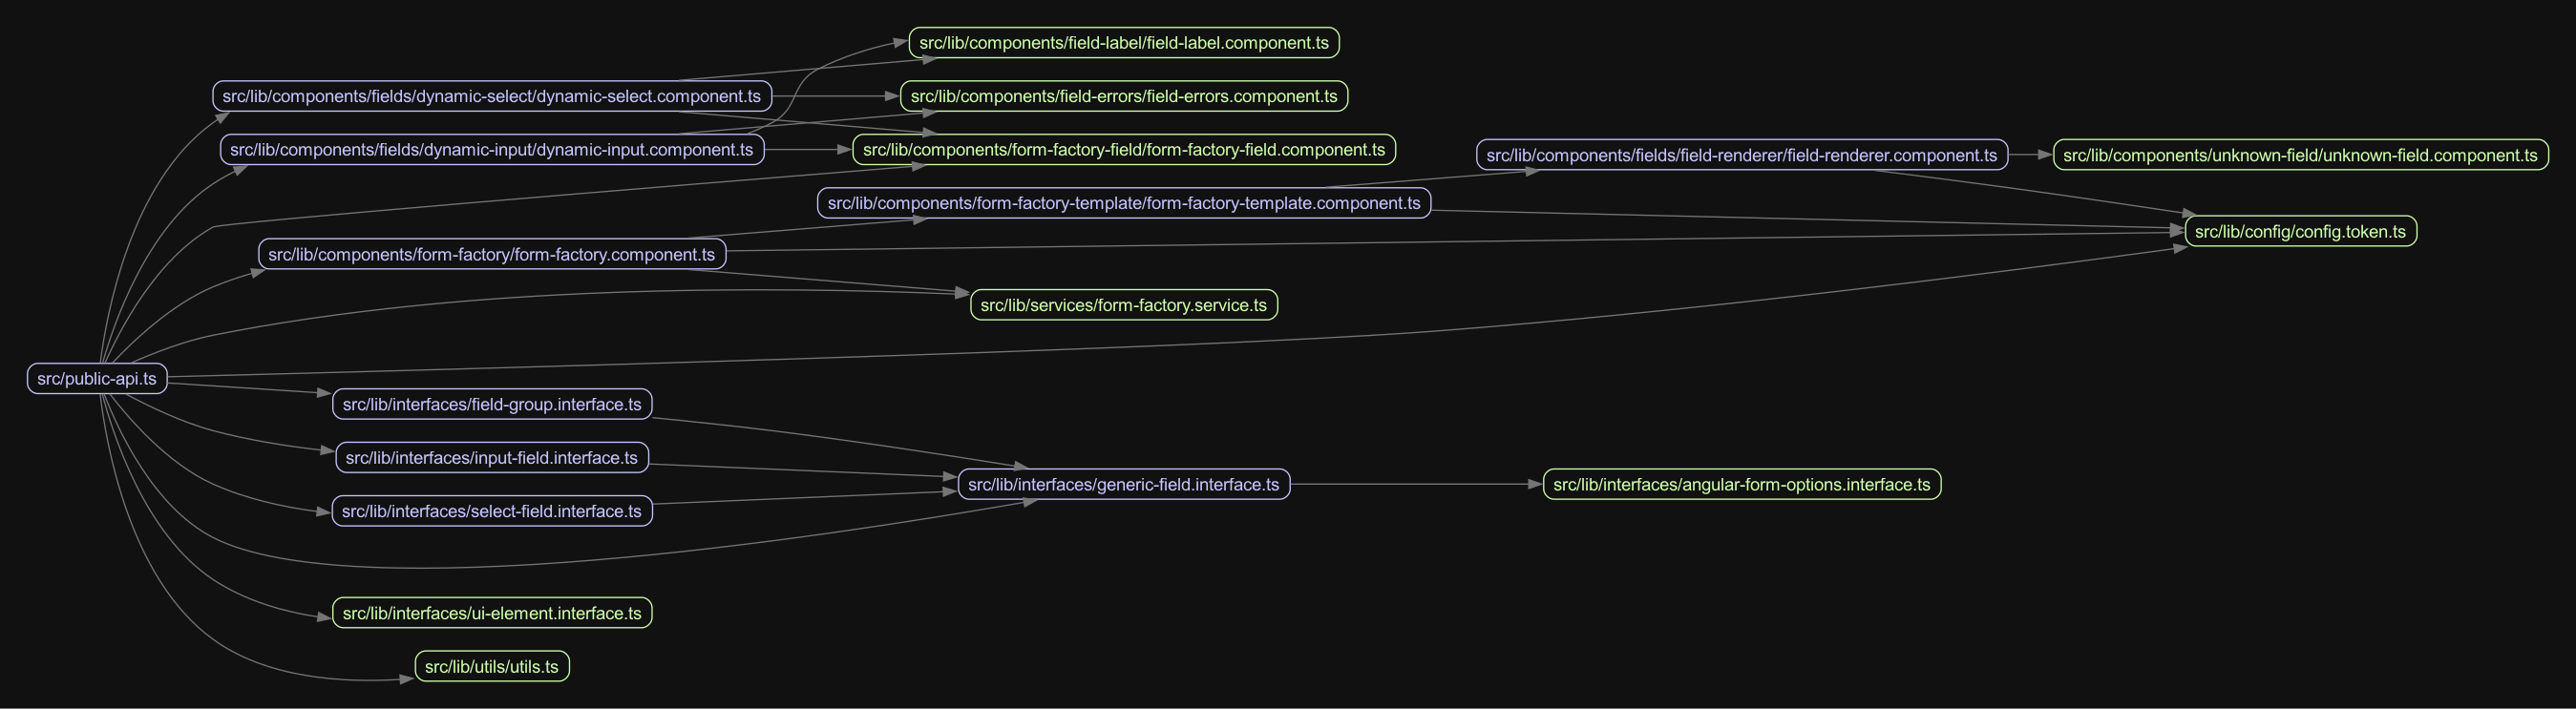 src/lib/components/field-label/field-label.component.ts
src/lib/components/fields/dynamic-select/dynamic-select.component.ts
src/lib/components/field-errors/field-errors.component.ts
src/lib/components/fields/dynamic-input/dynamic-input.component.ts
src/lib/components/form-factory-field/form-factory-field.component.ts
src/lib/components/fields/field-renderer/field-renderer.component.ts
src/lib/components/unknown-field/unknown-field.component.ts
src/lib/components/form-factory-template/form-factory-template.component.ts
src/lib/config/config.token.ts
src/lib/components/form-factory/form-factory.component.ts
src/lib/services/form-factory.service.ts
src/public-api.ts
src/lib/interfaces/field-group.interface.ts
src/lib/interfaces/input-field.interface.ts
src/lib/interfaces/generic-field.interface.ts
src/lib/interfaces/angular-form-options.interface.ts
src/lib/interfaces/select-field.interface.ts
src/lib/interfaces/ui-element.interface.ts
src/lib/utils/utils.ts